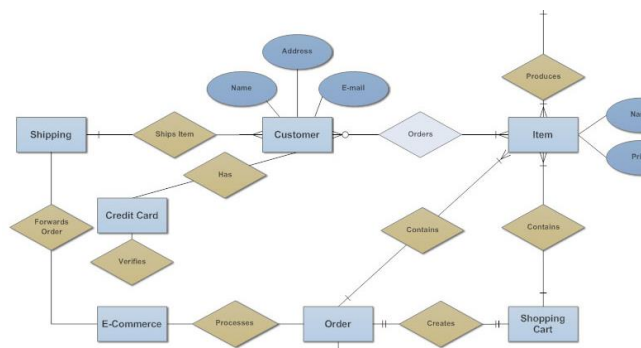 Address
Produces
Name
E-mail
Shipping
Ships Item
Customer
Orders
Item
Has
Credit Card
Forwards
Order
Contains
Contains
Verifies
E-Commerce
Processes
Order
Creates
Shopping
Cart